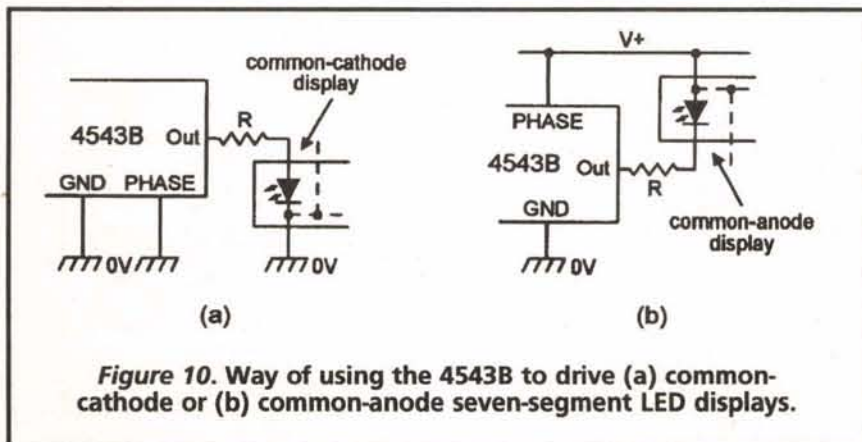 common-cathode
display
4543B Out
R
GND PHASE
0V
0V
(a)
V+
PHASE
4543B Out
R
GND
0V
common-anode
display
(b)
Figure 10. Way of using the 4543B to drive (a) common-
cathode or (b) common-anode seven-segment LED displays.